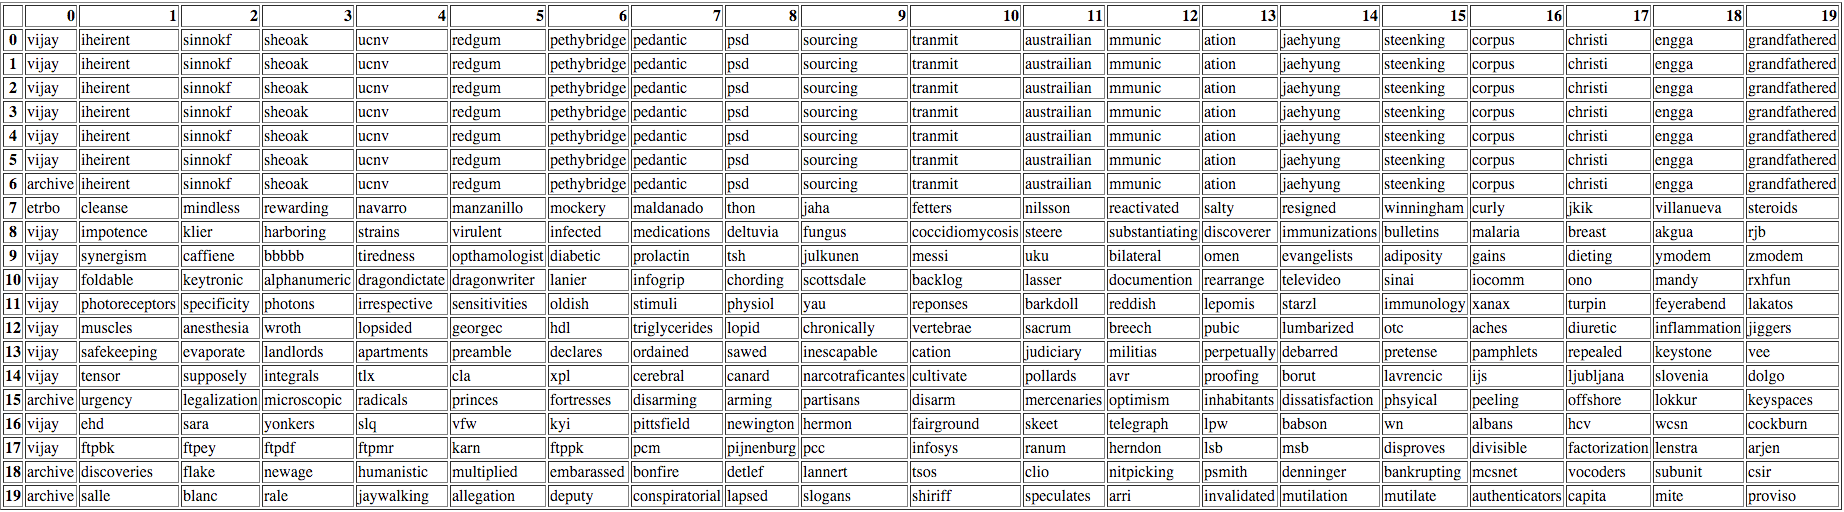 0 1 2 3 4 5 6 7 8 9 10 11 12 13 14 15 16 17 18 19
0 vijay iheirent sinnokf sheoak ucnv redgum pethybridge pedantic psd sourcing tranmit austrailian mmunic ation jaehyung steenking corpus christi engga grandfathered
1 vijay iheirent sinnokf sheoak ucnv redgum pethybridge pedantic psd sourcing tranmit austrailian mmunic ation jaehyung steenking corpus christi engga grandfathered
2 vijay iheirent sinnokf sheoak ucnv redgum pethybridge pedantic psd sourcing tranmit austrailian mmunic ation jaehyung steenking corpus christi engga grandfathered
3 vijay iheirent sinnokf sheoak ucnv redgum pethybridge pedantic psd sourcing tranmit austrailian mmunic ation jaehyung steenking corpus christi engga grandfathered
4 vijay iheirent sinnokf sheoak ucnv redgum pethybridge pedantic psd sourcing tranmit austrailian mmunic ation jaehyung steenking corpus christi engga grandfathered
5 vijay iheirent sinnokf sheoak ucnv redgum pethybridge pedantic psd sourcing tranmit austrailian mmunic ation jaehyung steenking corpus christi engga grandfathered
6 archive iheirent sinnokf sheoak ucnv redgum pethybridge pedantic psd sourcing tranmit austrailian mmunic ation jaehyung steenking corpus christi engga grandfathered
7 etrbo cleanse mindless rewarding navarro manzanillo mockery maldanado thon jaha fetters nilsson reactivated salty resigned winningham curly jkik villanueva steroids
8 vijay impotence klier harboring strains virulent infected medications deltuvia fungus coccidiomycosis steere substantiating discoverer immunizations bulletins malaria breast akgua rjb
9 vijay synergism caffiene bbbbb tiredness opthamologist diabetic prolactin tsh julkunen messi uku bilateral omen evangelists adiposity gains dieting ymodem zmodem
10 vijay foldable keytronic alphanumeric dragondictate dragonwriter lanier infogrip chording scottsdale backlog lasser documention rearrange televideo sinai iocomm ono mandy rxhfun
11 vijay photoreceptors specificity photons irrespective sensitivities oldish stimuli physiol yau reponses barkdoll reddish lepomis starzl immunology xanax turpin feyerabend lakatos
12 vijay muscles anesthesia wroth lopsided georgec hdl triglycerides lopid chronically vertebrae sacrum breech pubic lumbarized otc aches diuretic inflammation jiggers
13 vijay safekeeping evaporate landlords apartments preamble declares ordained sawed inescapable cation judiciary militias perpetually debarred pretense pamphlets repealed keystone vee
14 vijay tensor supposely integrals tlx cla xpl cerebral canard narcotraficantes cultivate pollards avr proofing borut lavrencic ijs ljubljana slovenia dolgo
15 archive urgency legalization microscopic radicals princes fortresses disarming arming partisans disarm mercenaries optimism inhabitants dissatisfaction phsyical peeling offshore lokkur keyspaces
16 vijay ehd sara yonkers slq vfw kyi pittsfield newington hermon fairground skeet telegraph lpw babson wn albans hcv wcsn cockburn
17 vijay ftpbk ftpey ftpdf ftpmr karn ftppk pcm pijnenburg pcc infosys ranum herndon lsb msb disproves divisible factorization lenstra arjen
18 archive discoveries flake newage humanistic multiplied embarassed bonfire detlef lannert tsos clio nitpicking psmith denninger bankrupting mcsnet vocoders subunit csir
19 archive salle blanc rale jaywalking allegation deputy conspiratorial lapsed slogans shiriff speculates arri invalidated mutilation mutilate authenticators capita mite proviso